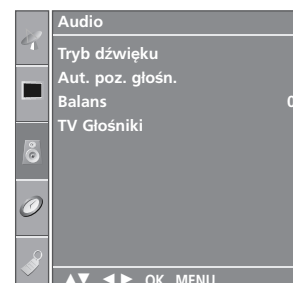 Audio
Tryb dźwięku
Aut. poz. głośn.
Balans 0
TV Głośniki
▲▼ ◄► OK MENU